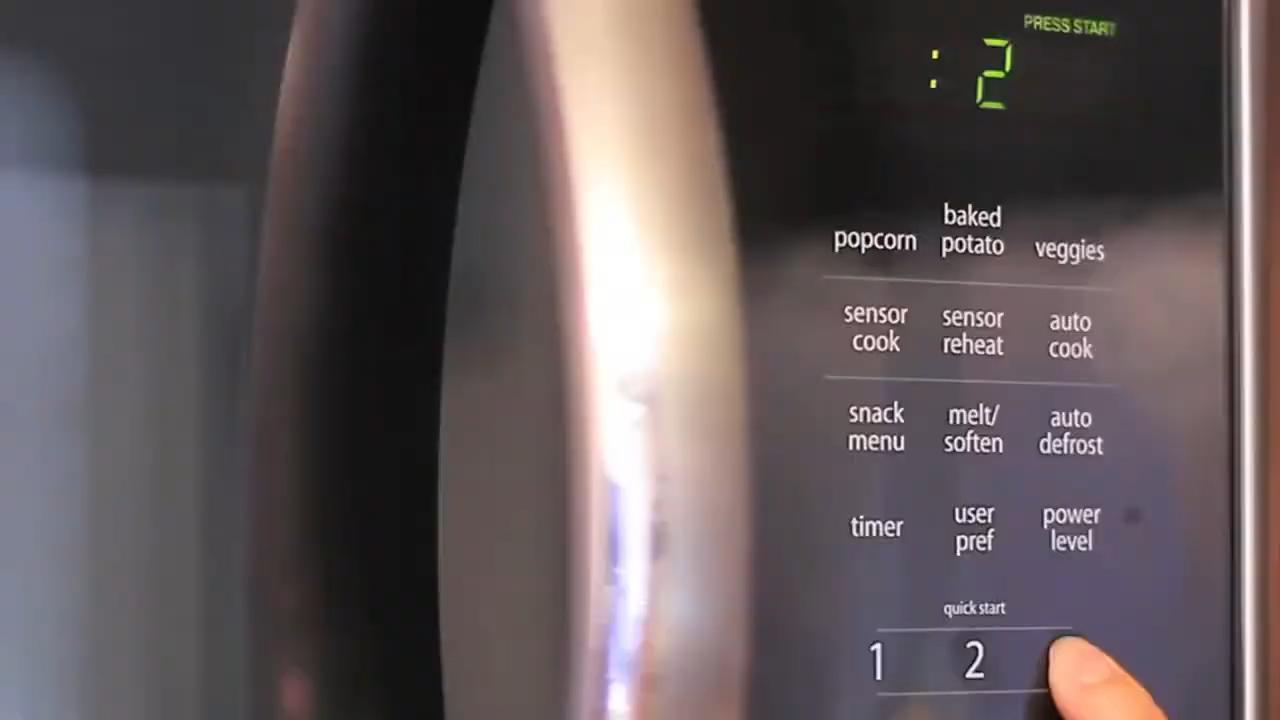 PRESS START
: 2
popcorn
baked
potato
veggies
sensor
cook
sensor
reheat
auto
cook
snack
menu
melt/
soften
auto
defrost
timer
user
pref
power
level
quick start
1 2